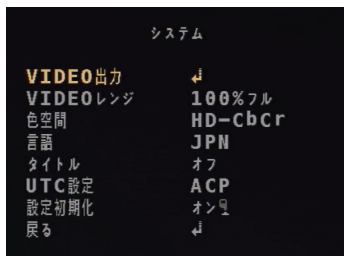 システム
VIDEO出力 ↲
VIDEOレンジ 100%フル
色空間 HD-CbCr
言語 JPN
タイトル オフ
UTC設定 ACP
設定初期化 オン
戻る ↲